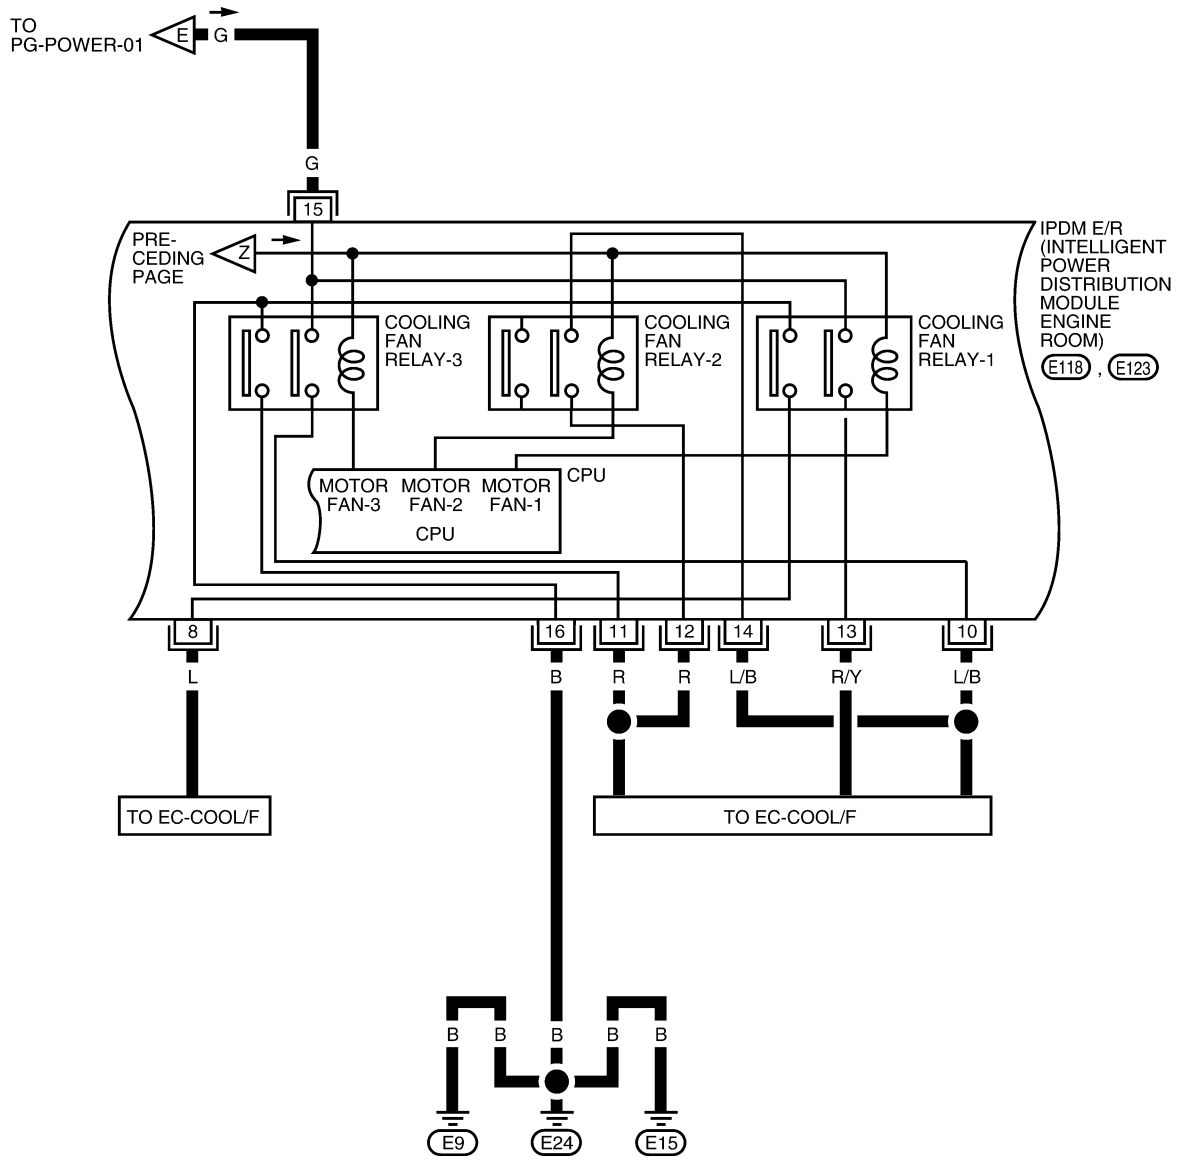 TO
PG-POWER-01
E
G
G
15
PRE-
CEDING
PAGE
Z
IPDM E/R
(INTELLIGENT
POWER
DISTRIBUTION
MODULE
ENGINE
ROOM)
E118 , E123
COOLING
FAN
RELAY-3
COOLING
FAN
RELAY-2
COOLING
FAN
RELAY-1
MOTOR
FAN-3
MOTOR
FAN-2
MOTOR
FAN-1
CPU
CPU
8
16
11
12
14
13
10
L
B
R
R
L/B
R/Y
L/B
TO EC-COOL/F
TO EC-COOL/F
B
B
B
B
B
E9
E24
E15